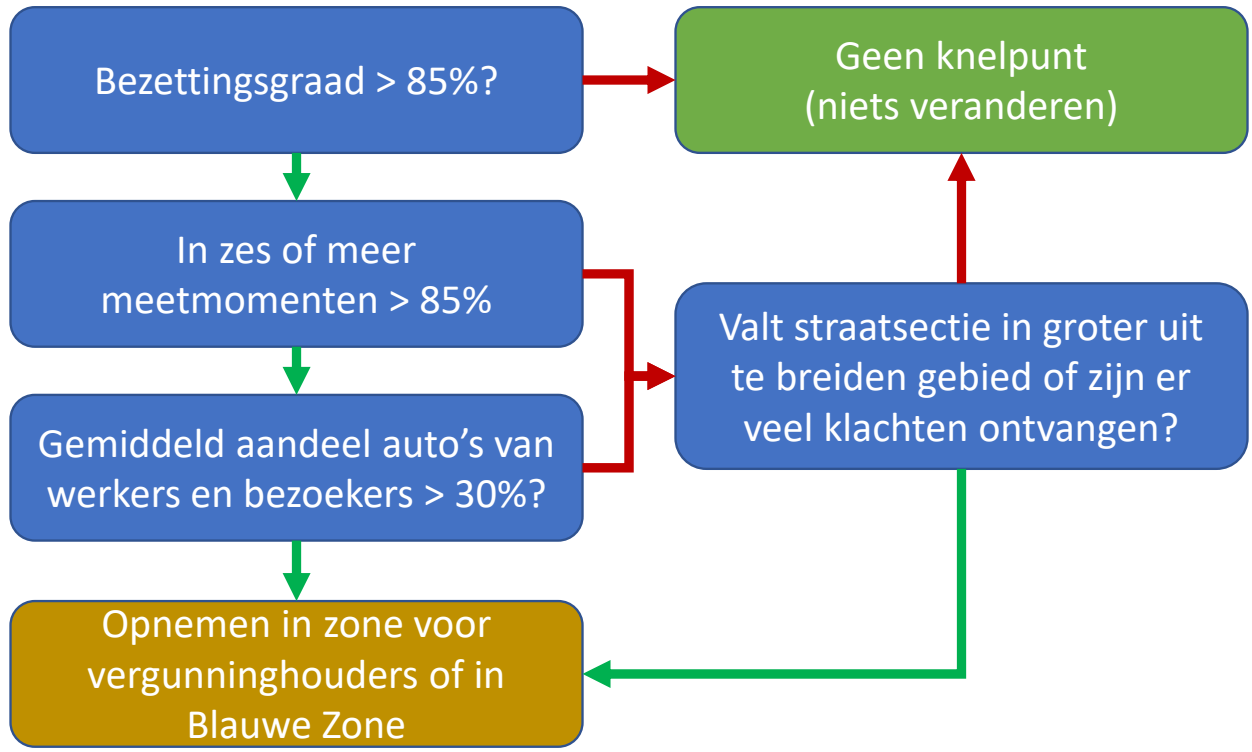 Bezettingsgraad > 85%?
Geen knelpunt
(niets veranderen)
In zes of meer
meetmomenten > 85%
Valt straatsectie in groter uit
te breiden gebied of zijn er
veel klachten ontvangen?
Gemiddeld aandeel auto’s van
werkers en bezoekers > 30%?
Opnemen in zone voor
vergunninghouders of in
Blauwe Zone